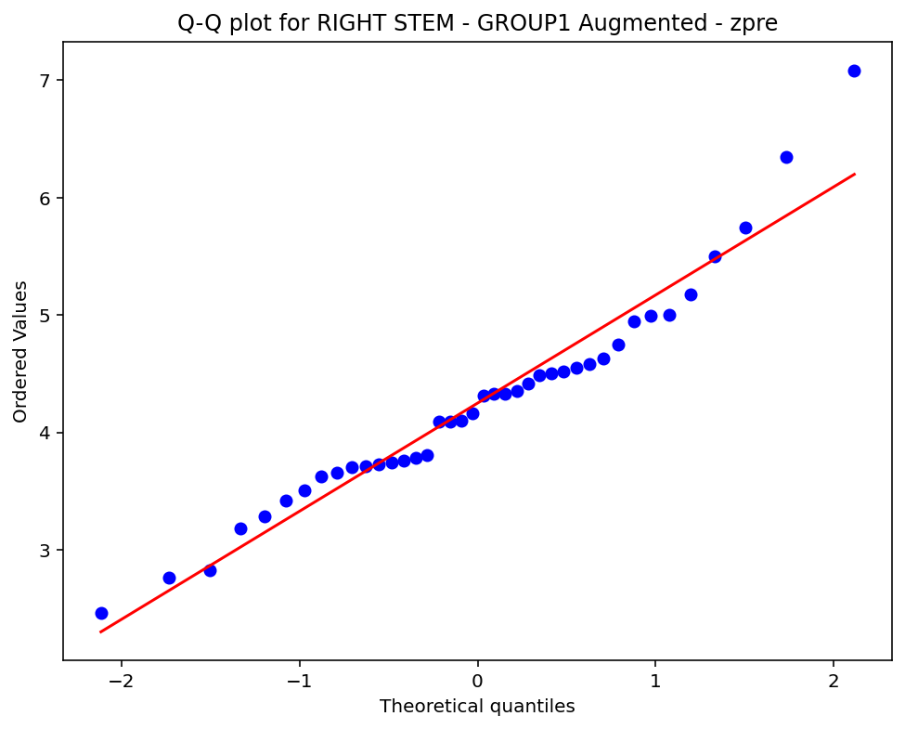 Q-Q plot for RIGHT STEM - GROUP1 Augmented - zpre
7
6
5
4
3
Ordered Values
−2 −1 0 1 2
Theoretical quantiles